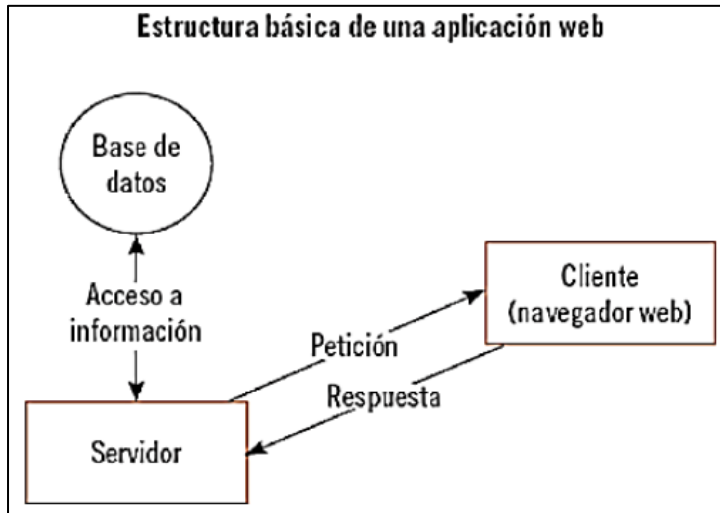 Estructura básica de una aplicación web
Base de
datos
Acceso a
información
Cliente
(navegador web)
Petición
Respuesta
Servidor